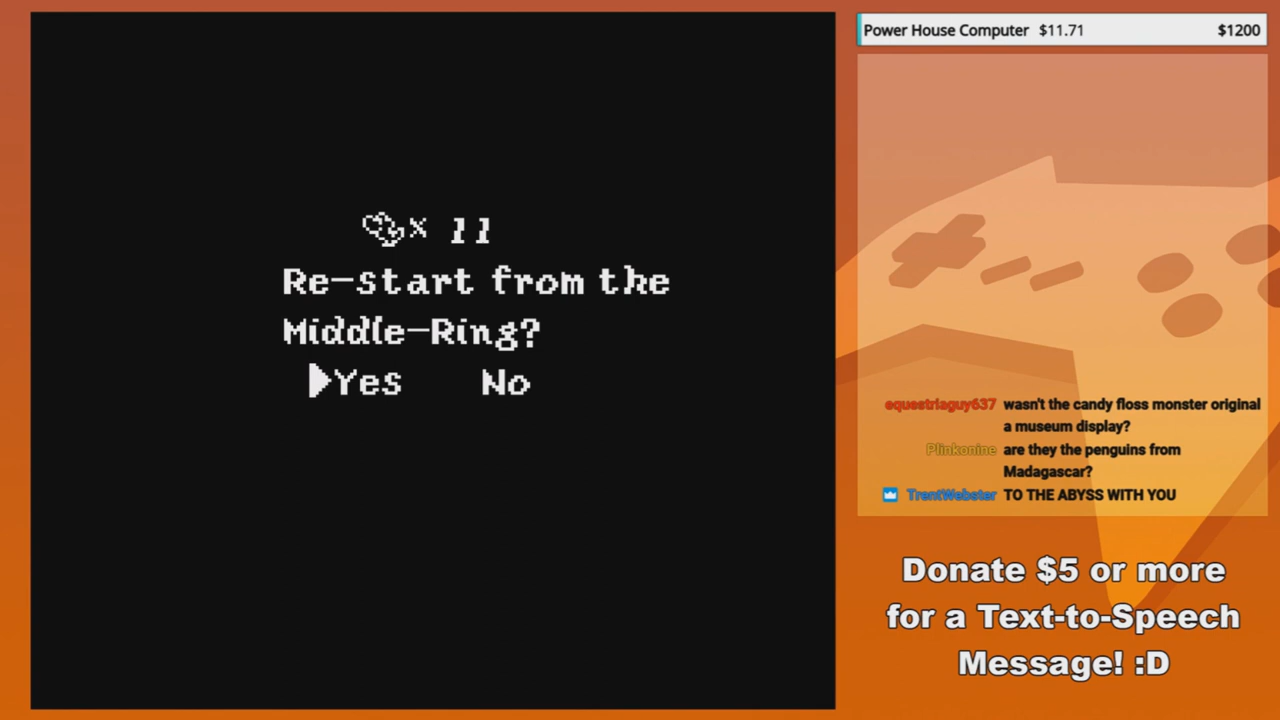 × 11
Re-start from the
Middle-Ring?
Yes No
Power House Computer $11.71 $1200
equestriaguy637 wasn't the candy floss monster original
a museum display?
Plinkonine are they the penguins from
Madagascar?
TrentWebster TO THE ABYSS WITH YOU
Donate $5 or more
for a Text-to-Speech
Message! :D